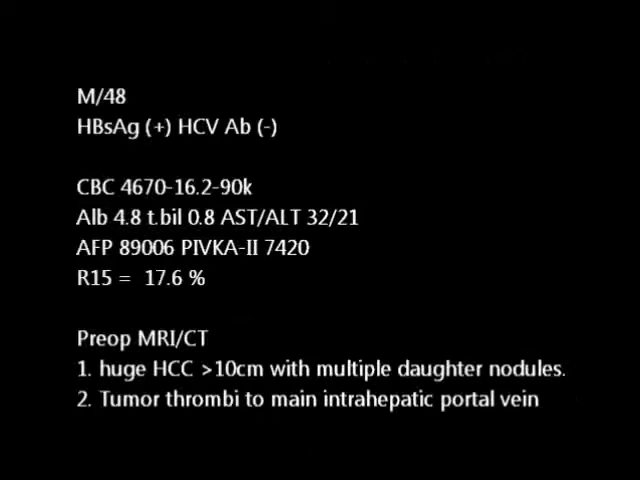 M/48
HBsAg (+) HCV Ab (-)
CBC 4670-16.2-90k
Alb 4.8 t.bil 0.8 AST/ALT 32/21
AFP 89006 PIVKA-II 7420
R15 = 17.6 %
Preop MRI/CT
1. huge HCC >10cm with multiple daughter nodules.
2. Tumor thrombi to main intrahepatic portal vein